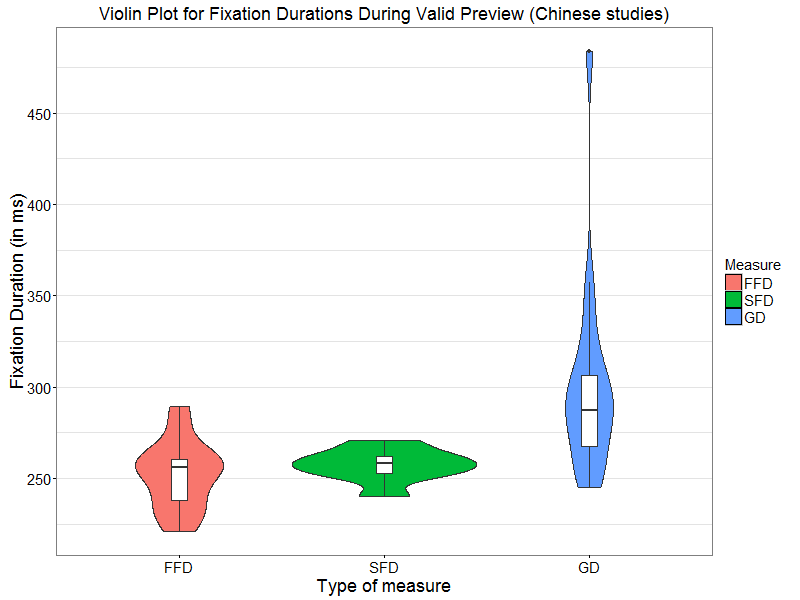 Violin Plot for Fixation Durations During Valid Preview (Chinese studies)
Fixation Duration (in ms)
450
400
350
300
250
FFD
SFD
GD
Type of measure
Measure
FFD
SFD
GD